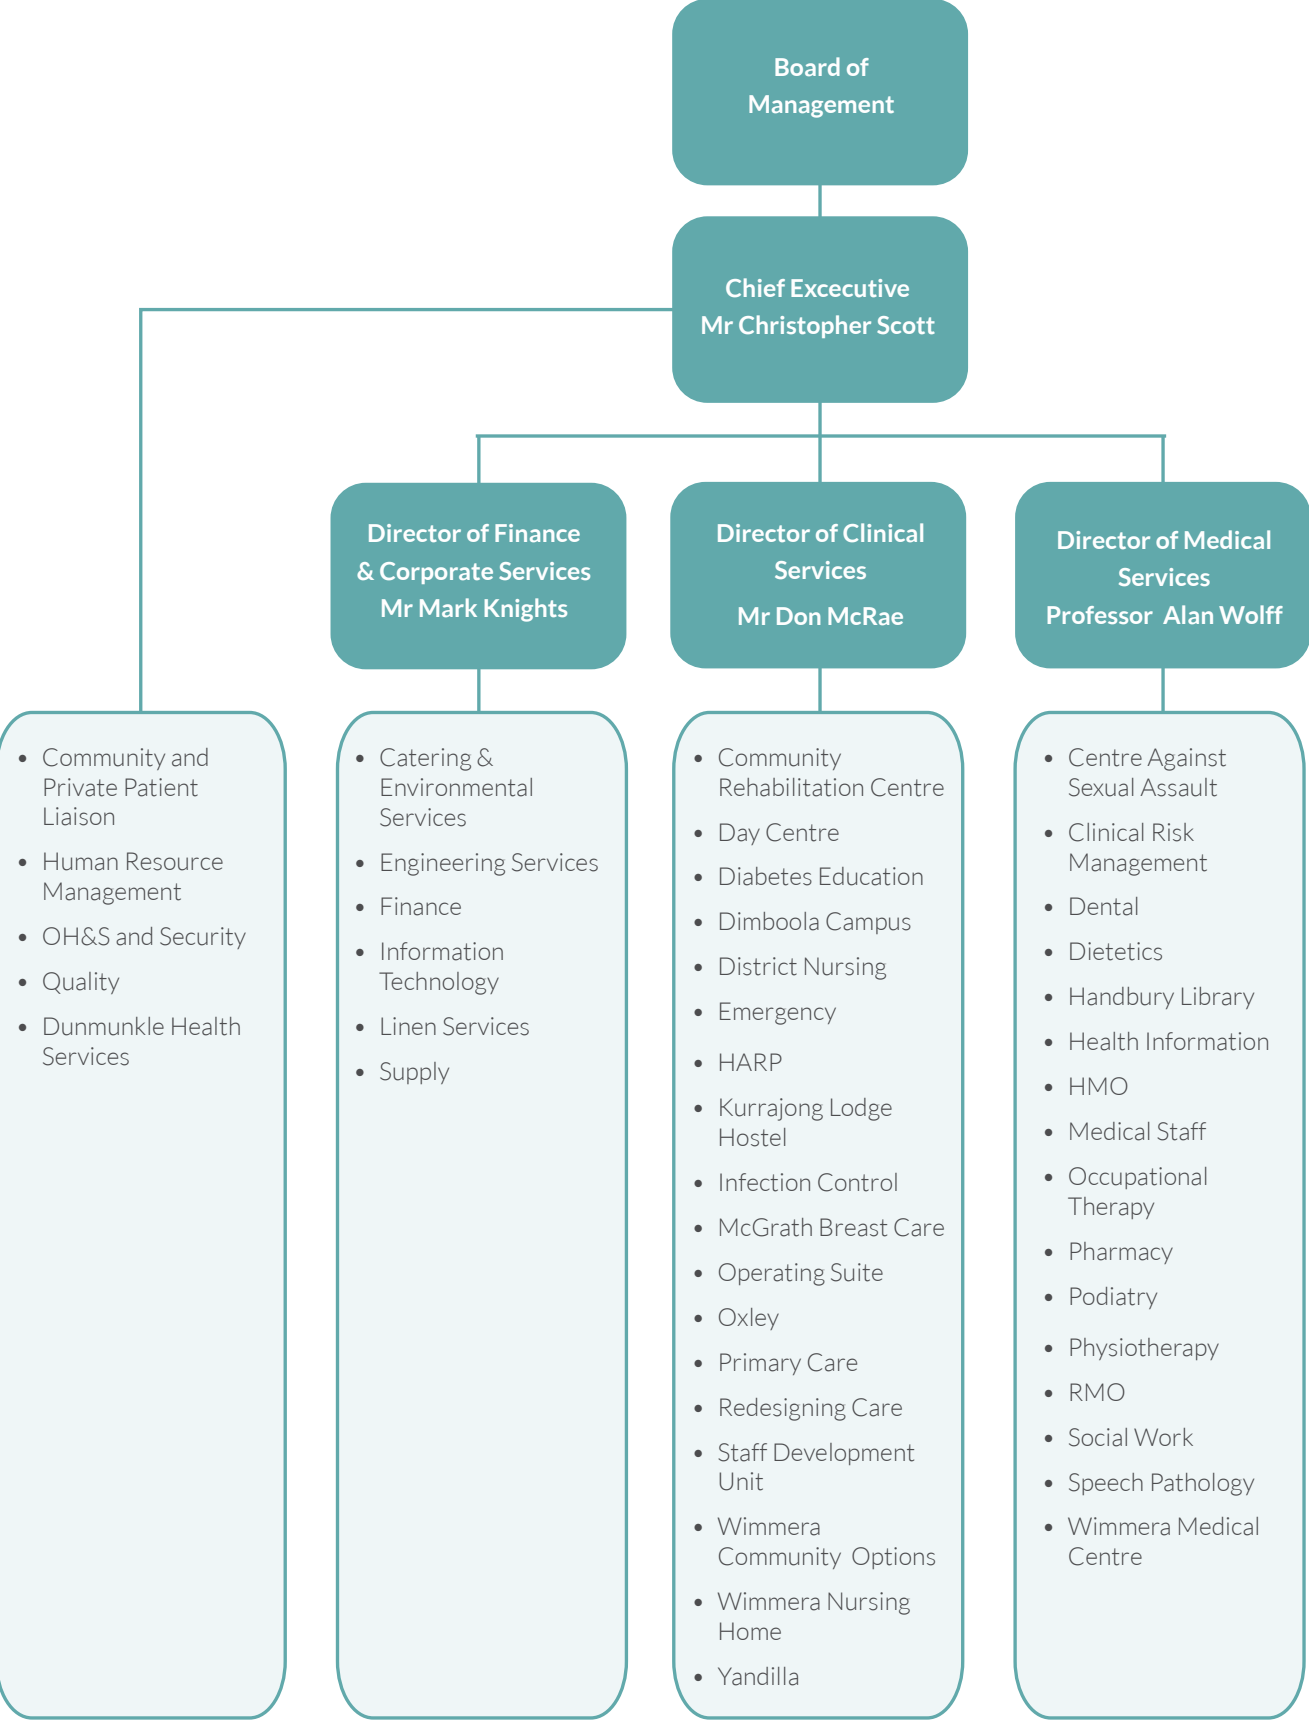 Board of
Management
Chief Excecutive
Mr Christopher Scott
Director of Finance
& Corporate Services
Mr Mark Knights
Director of Clinical
Services
Mr Don McRae
Director of Medical
Services
Professor Alan Wolff
• Community and
Private Patient
Liaison
• Human Resource
Management
• OH&S and Security
• Quality
• Dunmunkle Health
Services
• Catering &
Environmental
Services
• Engineering Services
• Finance
• Information
Technology
• Linen Services
• Supply
• Community
Rehabilitation Centre
• Day Centre
• Diabetes Education
• Dimboola Campus
• District Nursing
• Emergency
• HARP
• Kurrajong Lodge
Hostel
• Infection Control
• McGrath Breast Care
• Operating Suite
• Oxley
• Primary Care
• Redesigning Care
• Staff Development
Unit
• Wimmera
Community Options
• Wimmera Nursing
Home
• Yandilla
• Centre Against
Sexual Assault
• Clinical Risk
Management
• Dental
• Dietetics
• Handbury Library
• Health Information
• HMO
• Medical Staff
• Occupational
Therapy
• Pharmacy
• Podiatry
• Physiotherapy
• RMO
• Social Work
• Speech Pathology
• Wimmera Medical
Centre